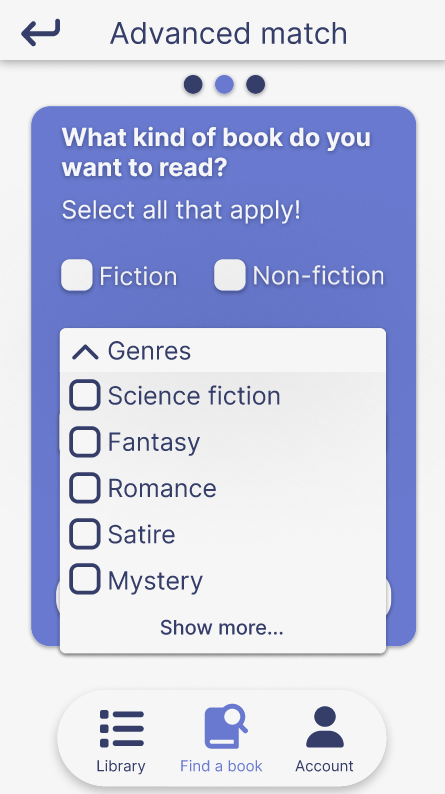 Advanced match
What kind of book do you
want to read?
Select all that apply!
Fiction Non-fiction
Genres
Science fiction
Fantasy
Romance
Satire
Mystery
Show more...
Library Find a book Account